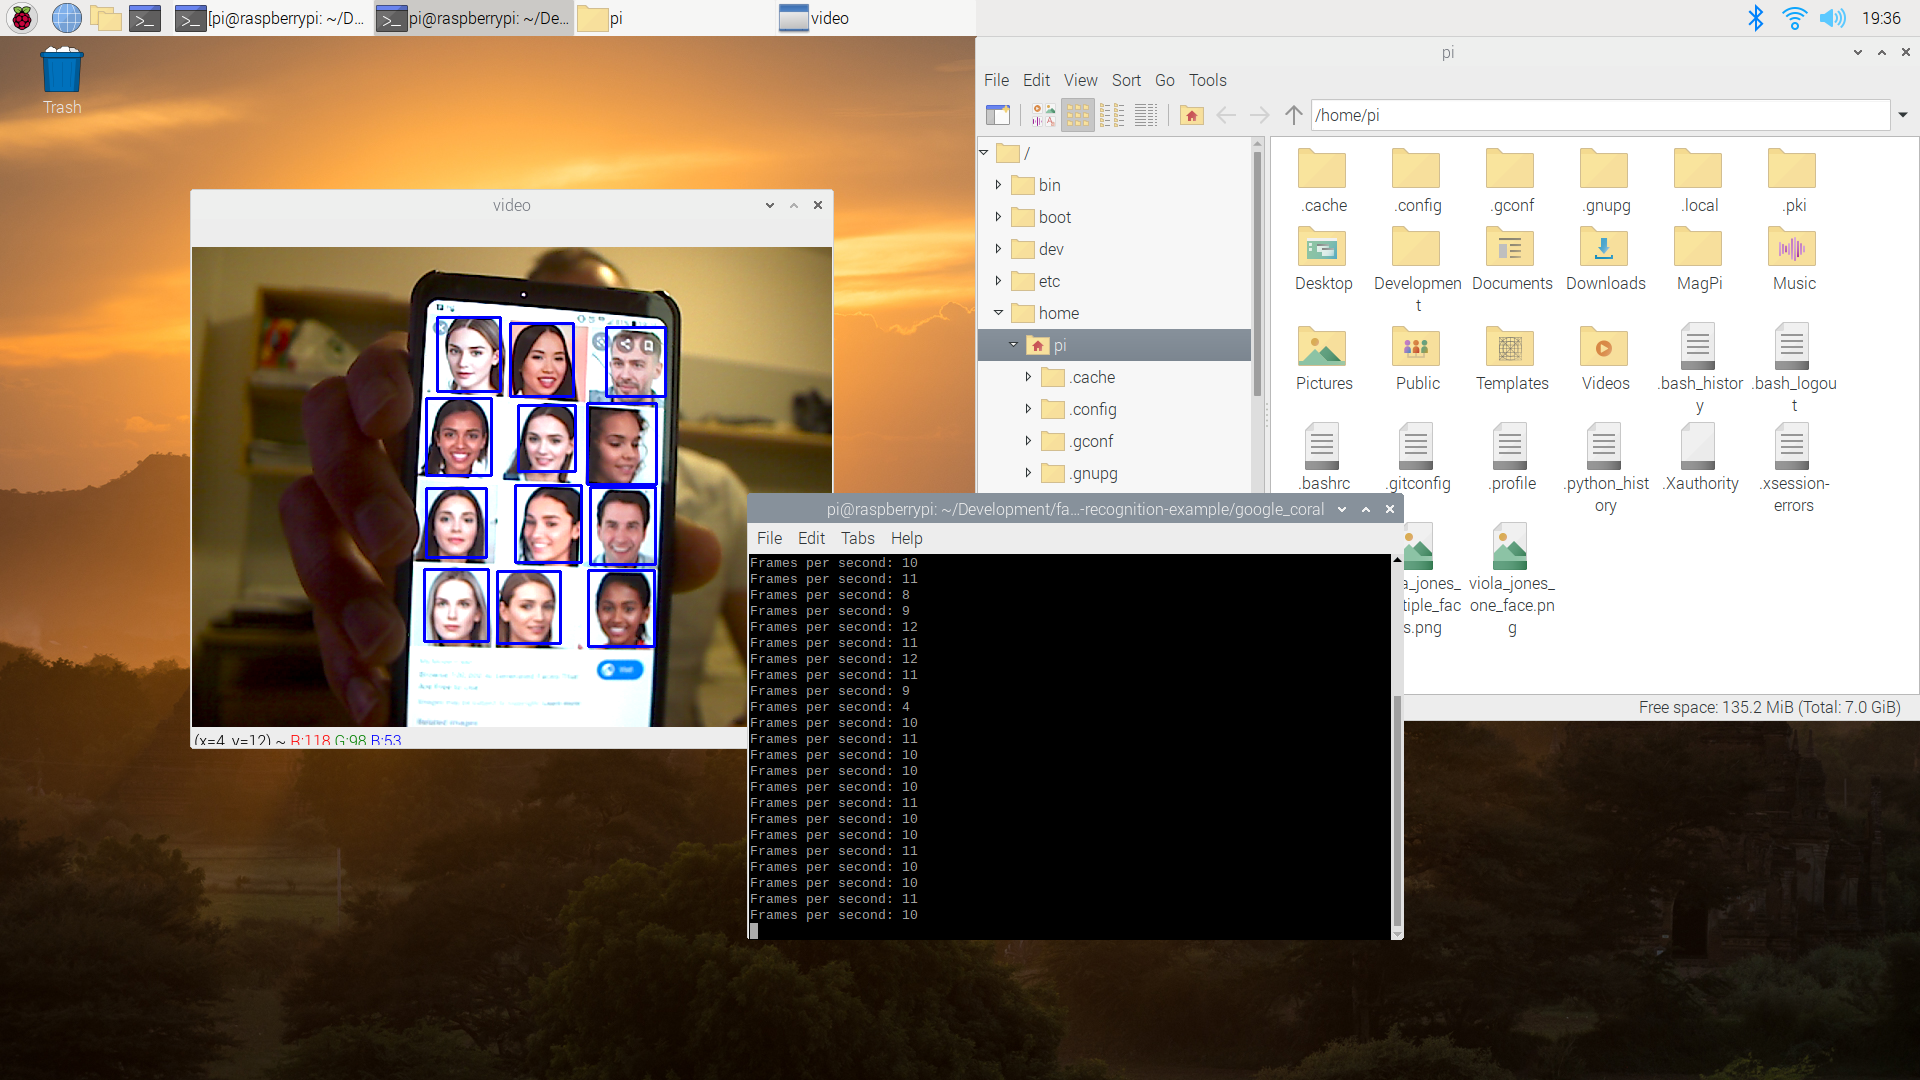 [pi@raspberrypi: ~/D...
pi@raspberrypi: ~/De...
pi
video
19:36
Trash
pi
File Edit View Sort Go Tools
/home/pi
/
bin
boot
dev
etc
home
pi
.cache
.config
.gconf
.gnupg
.cache .config .gconf .gnupg .local .pki
Desktop Developmen
t
Documents Downloads MagPi Music
Pictures Public Templates Videos .bash_histor
y
.bash_logou
t
.bashrc .gitconfig .profile .python_hist
ory
.Xauthority .xsession-
errors
a_jones_
tiple_fac
s.png
viola_jones_
one_face.pn
g
Free space: 135.2 MiB (Total: 7.0 GiB)
video
(x=4, y=12) ~ R:118 G:98 B:53
pi@raspberrypi: ~/Development/fa...-recognition-example/google_coral
File Edit Tabs Help
Frames per second: 10
Frames per second: 11
Frames per second: 8
Frames per second: 9
Frames per second: 12
Frames per second: 11
Frames per second: 12
Frames per second: 11
Frames per second: 9
Frames per second: 4
Frames per second: 10
Frames per second: 11
Frames per second: 10
Frames per second: 10
Frames per second: 10
Frames per second: 11
Frames per second: 10
Frames per second: 10
Frames per second: 11
Frames per second: 10
Frames per second: 10
Frames per second: 11
Frames per second: 10